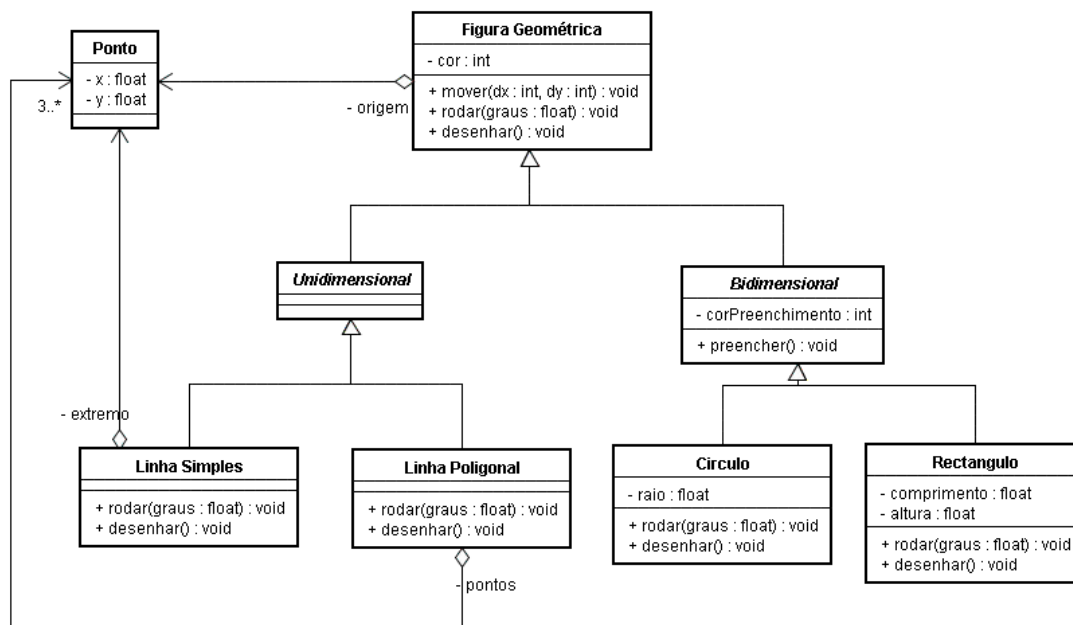 Ponto
- x : float
- y : float
3..*
- origem
Figura Geométrica
- cor : int
+ mover(dx : int, dy : int) : void
+ rodar(graus : float) : void
+ desenhar() : void
Unidimensional
Bidimensional
- corPreenchimento : int
+ preencher() : void
- extremo
Linha Simples
+ rodar(graus : float) : void
+ desenhar() : void
Linha Poligonal
+ rodar(graus : float) : void
+ desenhar() : void
- pontos
Circulo
- raio : float
+ rodar(graus : float) : void
+ desenhar() : void
Rectangulo
- comprimento : float
- altura : float
+ rodar(graus : float) : void
+ desenhar() : void